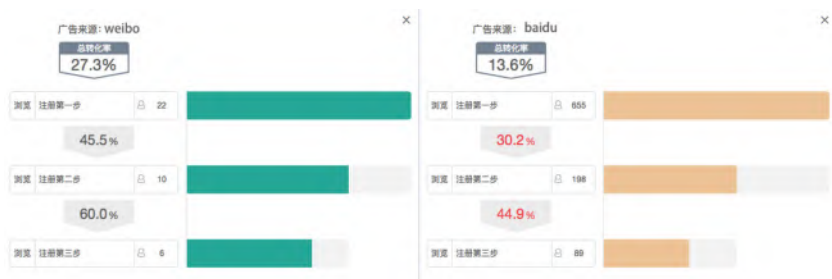 广告来源: weibo
总转化率
27.3%
浏览 注册第一步 22
45.5%
浏览 注册第二步 10
60.0%
浏览 注册第三步 6
广告来源: baidu
总转化率
13.6%
浏览 注册第一步 655
30.2%
浏览 注册第二步 198
44.9%
浏览 注册第三步 89